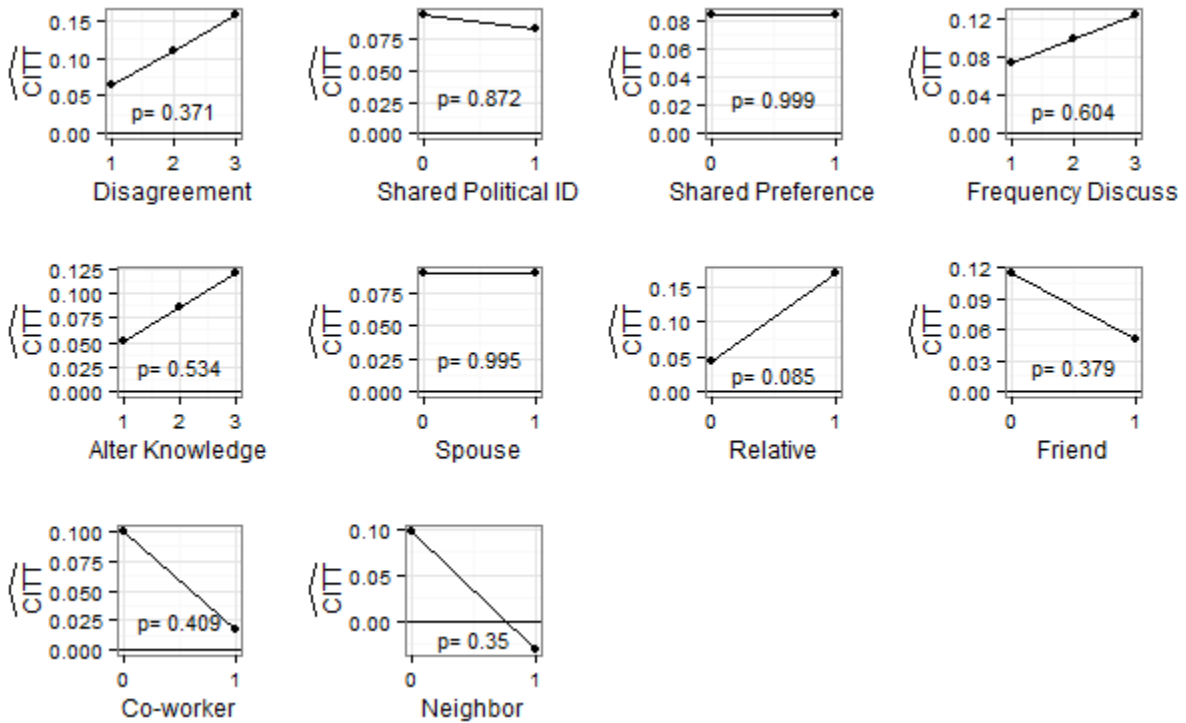 CITT
0.15
0.10
0.05
0.00
p= 0.371
1 2 3
Disagreement
CITT
0.075
0.050
0.025
0.000
p= 0.872
0 1
Shared Political ID
CITT
0.08
0.06
0.04
0.02
0.00
p= 0.999
0 1
Shared Preference
CITT
0.12
0.08
0.04
0.00
p= 0.604
1 2 3
Frequency Discuss
CITT
0.125
0.100
0.075
0.050
0.025
0.000
p= 0.534
1 2 3
Alter Knowledge
CITT
0.075
0.050
0.025
0.000
p= 0.995
0 1
Spouse
CITT
0.15
0.10
0.05
0.00
p= 0.085
0 1
Relative
CITT
0.12
0.09
0.06
0.03
0.00
p= 0.379
0 1
Friend
CITT
0.100
0.075
0.050
0.025
0.000
p= 0.409
0 1
Co-worker
CITT
0.10
0.05
0.00
p= 0.35
0 1
Neighbor